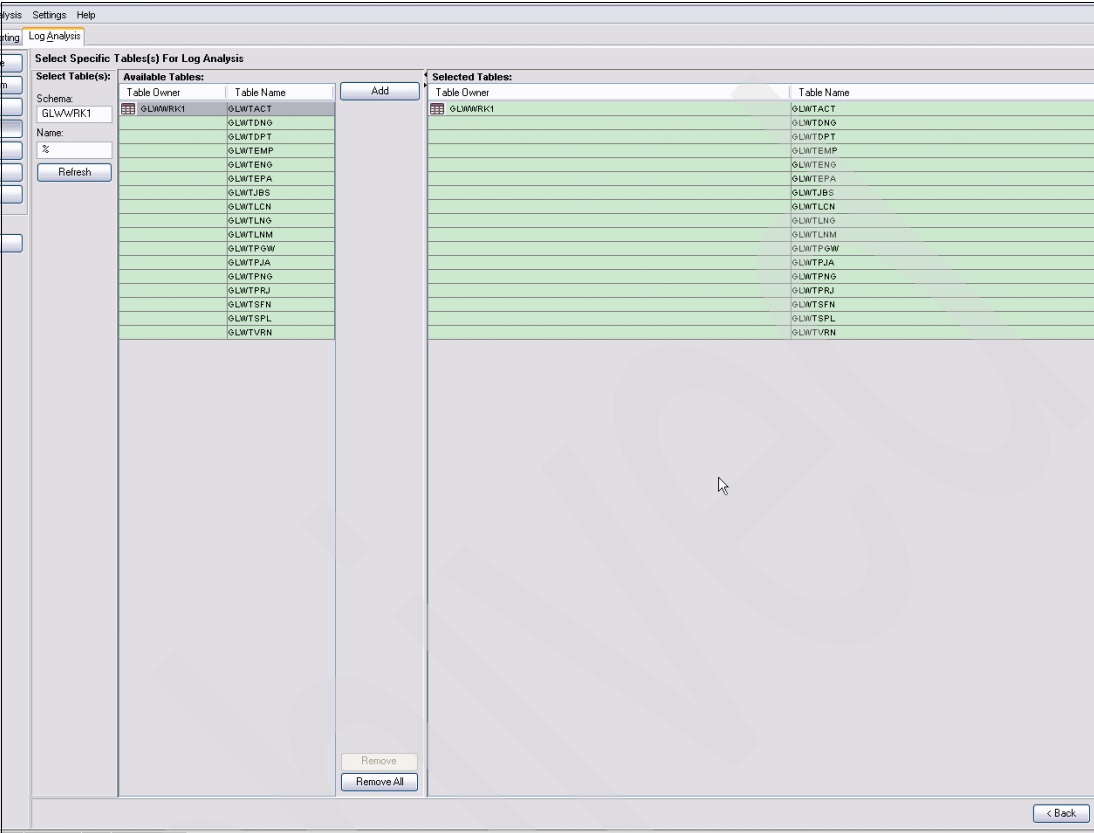 alysis Settings Help
rting Log Analysis
Select Specific Tables(s) For Log Analysis
Select Table(s):
Schema:
GLWWRK1
Name:
%
Refresh
Available Tables:
Table Owner Table Name
GLWWRK1 GLWTACT
GLWTDNG
GLWTDPT
GLWTEMP
GLWTENG
GLWTEPA
GLWTJBS
GLWTLCN
GLWTLNG
GLWTLNM
GLWTPGW
GLWTPJA
GLWTPNG
GLWTPRJ
GLWTSFN
GLWTSPL
GLWTVRN
Add
Remove
Remove All
Selected Tables:
Table Owner Table Name
GLWWRK1 GLWTACT
GLWTDNG
GLWTDPT
GLWTEMP
GLWTENG
GLWTEPA
GLWTJBS
GLWTLCN
GLWTLNG
GLWTLNM
GLWTPGW
GLWTPJA
GLWTPNG
GLWTPRJ
GLWTSFN
GLWTSPL
GLWTVRN
< Back